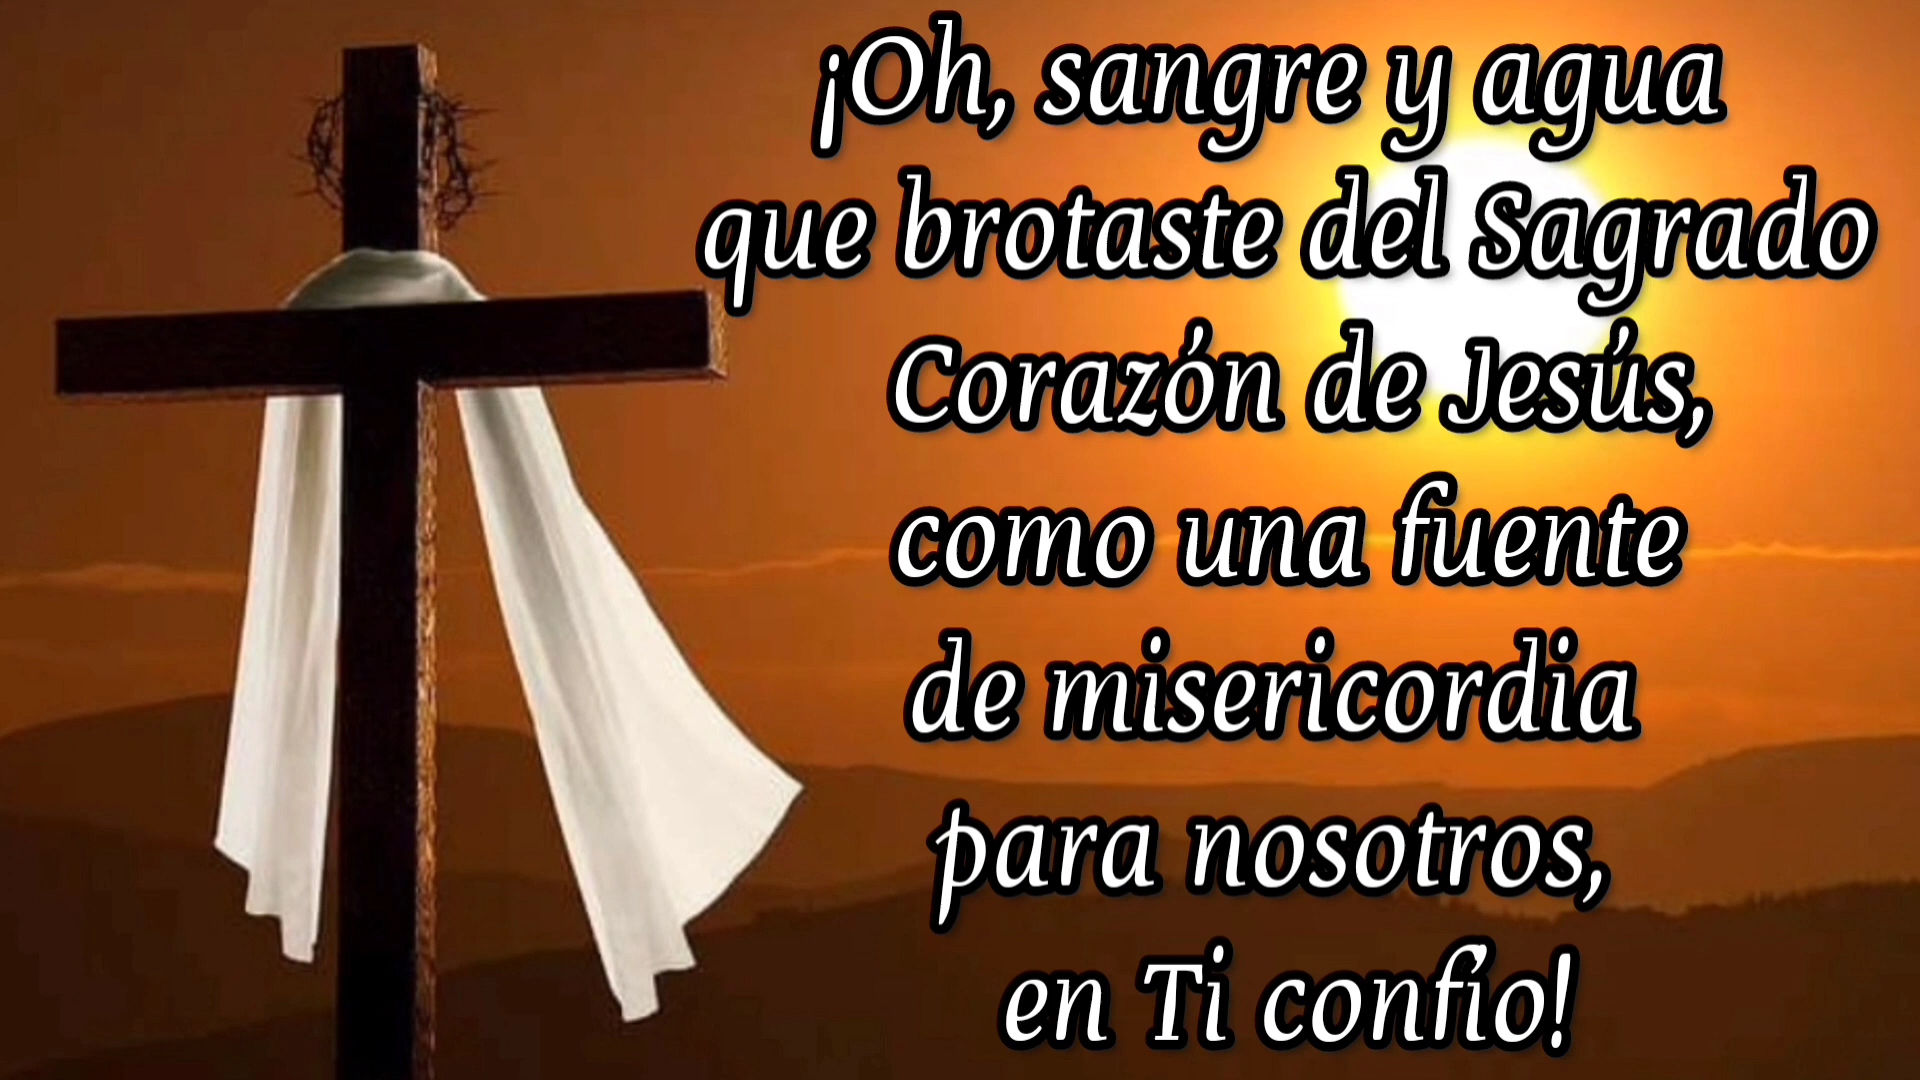 ¡Oh, sangre y agua
que brotaste del Sagrado
Corazón de Jesús,
como una fuente
de misericordia
para nosotros,
en Ti confío!